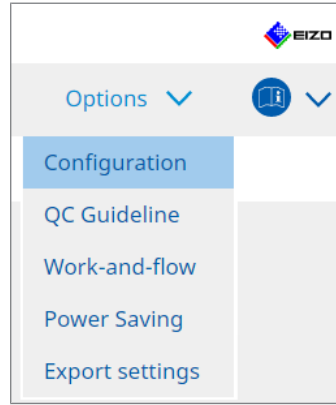 EIZO
Options
Configuration
QC Guideline
Work-and-flow
Power Saving
Export settings